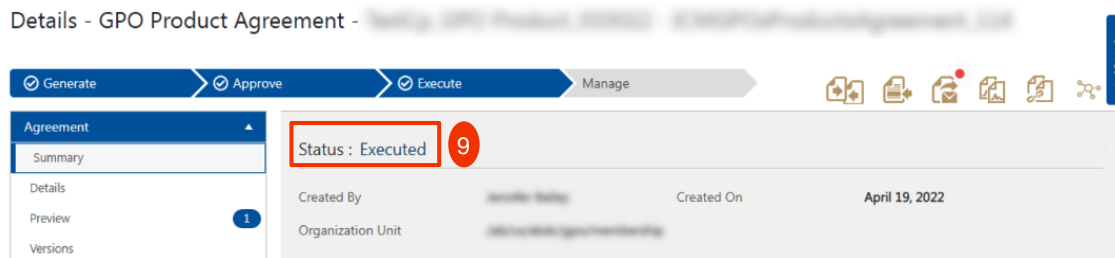 Details - GPO Product Agreement -
Generate Approve Execute Manage
Agreement
Summary
Details
Preview 1
Versions
Status : Executed 9
Created By Created On April 19, 2022
Organization Unit